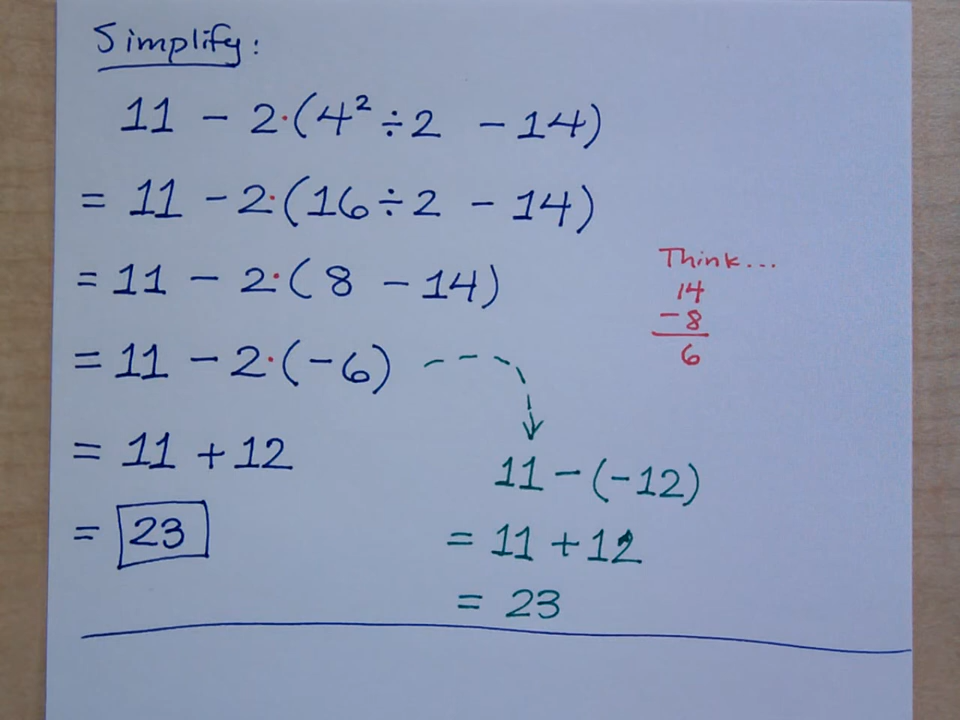 Simplify:
11 - 2·(4² ÷ 2 - 14)
= 11 - 2·(16 ÷ 2 - 14)
= 11 - 2·(8 - 14)
= 11 - 2·(-6)
= 11 + 12
= 23
Think...
14
-8
6
11 - (-12)
= 11 + 12
= 23